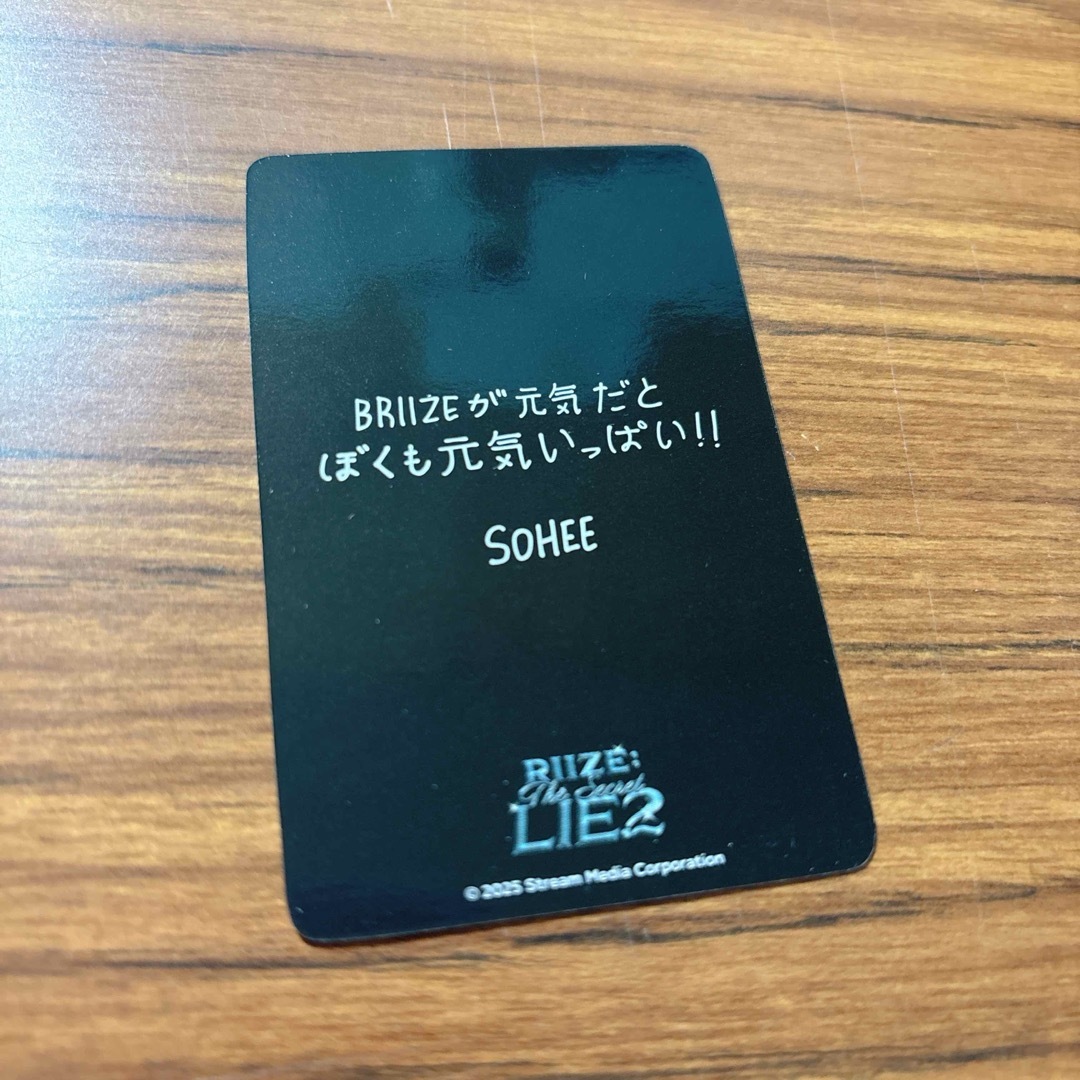 BRIIZEが元気だと
ぼくも元気いっぱい!!
SOHEE
RIIZE:
The Secret
LIE2
© 2025 Stream Media Corporation